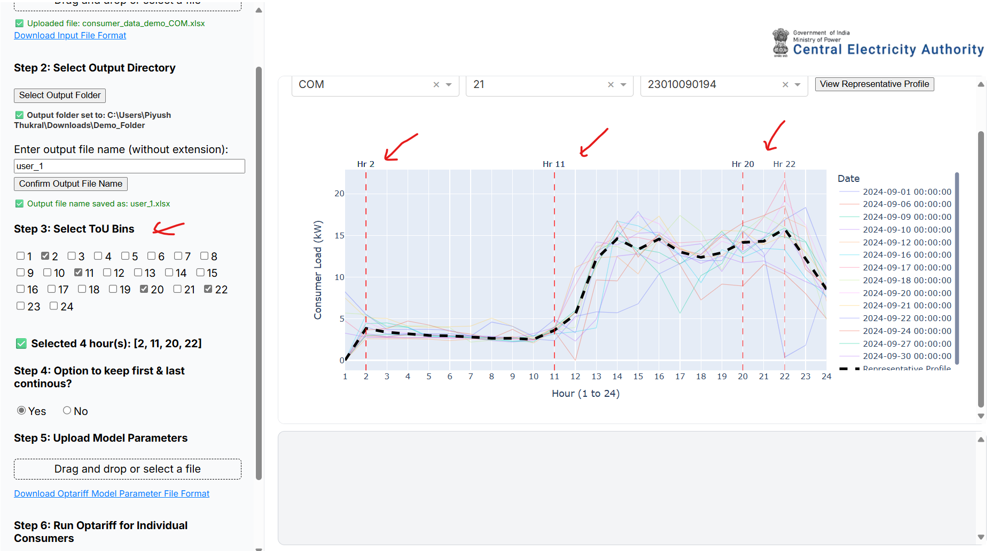 Drag and drop or select a file
✅ Uploaded file: consumer_data_demo_COM.xlsx
Download Input File Format
Step 2: Select Output Directory
Select Output Folder
✅ Output folder set to: C:\Users\Piyush
Thukral\Downloads\Demo_Folder
Enter output file name (without extension):
user_1
Confirm Output File Name
✅ Output file name saved as: user_1.xlsx
Step 3: Select ToU Bins
1 2 3 4 5 6 7 8
9 10 11 12 13 14 15
16 17 18 19 20 21 22
23 24
✅ Selected 4 hour(s): [2, 11, 20, 22]
Step 4: Option to keep first & last
continous?
Yes No
Step 5: Upload Model Parameters
Drag and drop or select a file
Download Optariff Model Parameter File Format
Step 6: Run Optariff for Individual
Consumers
Government of India
Ministry of Power
Central Electricity Authority
COM × 21 × 23010090194 × View Representative Profile
Hr 2 Hr 11 Hr 20 Hr 22
Consumer Load (kW)
20
15
10
5
0
1 2 3 4 5 6 7 8 9 10 11 12 13 14 15 16 17 18 19 20 21 22 23 24
Hour (1 to 24)
Date
2024-09-01 00:00:00
2024-09-06 00:00:00
2024-09-09 00:00:00
2024-09-10 00:00:00
2024-09-12 00:00:00
2024-09-16 00:00:00
2024-09-17 00:00:00
2024-09-18 00:00:00
2024-09-20 00:00:00
2024-09-21 00:00:00
2024-09-22 00:00:00
2024-09-24 00:00:00
2024-09-27 00:00:00
2024-09-30 00:00:00
Representative Profile